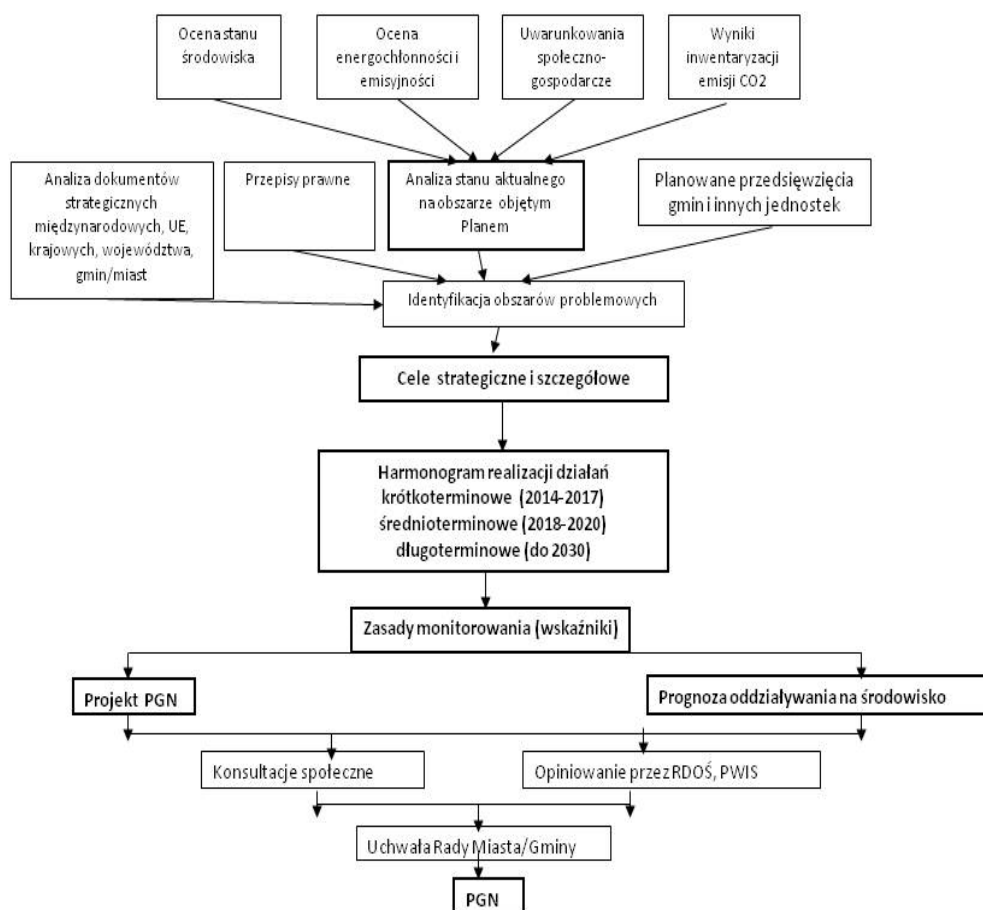 Ocena stanu
środowiska
Ocena
energochłonności i
emisyjności
Uwarunkowania
społeczno-
gospodarcze
Wyniki
inwentaryzacji
emisji CO2
Analiza dokumentów
strategicznych
międzynarodowych, UE,
krajowych, województwa,
gmin/miast
Przepisy prawne
Analiza stanu aktualnego
na obszarze objętym
Planem
Planowane przedsięwzięcia
gmin i innych jednostek
Identyfikacja obszarów problemowych
Cele strategiczne i szczegółowe
Harmonogram realizacji działań
krótkoterminowe (2014-2017)
średnioterminowe (2018-2020)
długoterminowe (do 2030)
Zasady monitorowania (wskaźniki)
Projekt PGN
Prognoza oddziaływania na środowisko
Konsultacje społeczne
Opiniowanie przez RDOŚ, PWIS
Uchwała Rady Miasta/Gminy
PGN